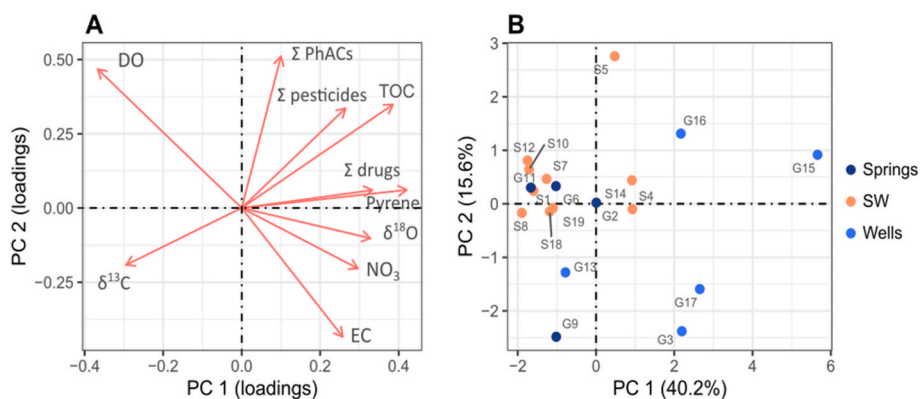 A
B
PC 2 (loadings)
0.50
0.25
0.00
−0.25
−0.4
−0.2
0.0
0.2
0.4
PC 1 (loadings)
DO
Σ PhACs
Σ pesticides
TOC
Σ drugs
Pyrene
δ18O
NO3
δ13C
EC
PC 2 (15.6%)
3
2
1
0
−1
−2
−2
0
2
4
6
PC 1 (40.2%)
S5
G16
G15
S12
S10
S7
G11
S1
G6
S14
S4
G2
S8
S19
S18
G13
G17
G9
G3
Springs
SW
Wells